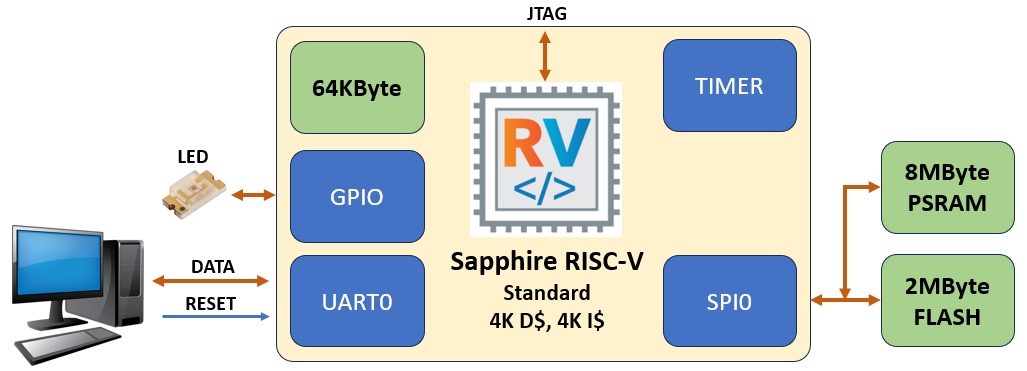 JTAG
64KByte
TIMER
RV
</>
LED
GPIO
8MByte
PSRAM
Sapphire RISC-V
Standard
4K D$, 4K I$
DATA
RESET
UART0
SPI0
2MByte
FLASH